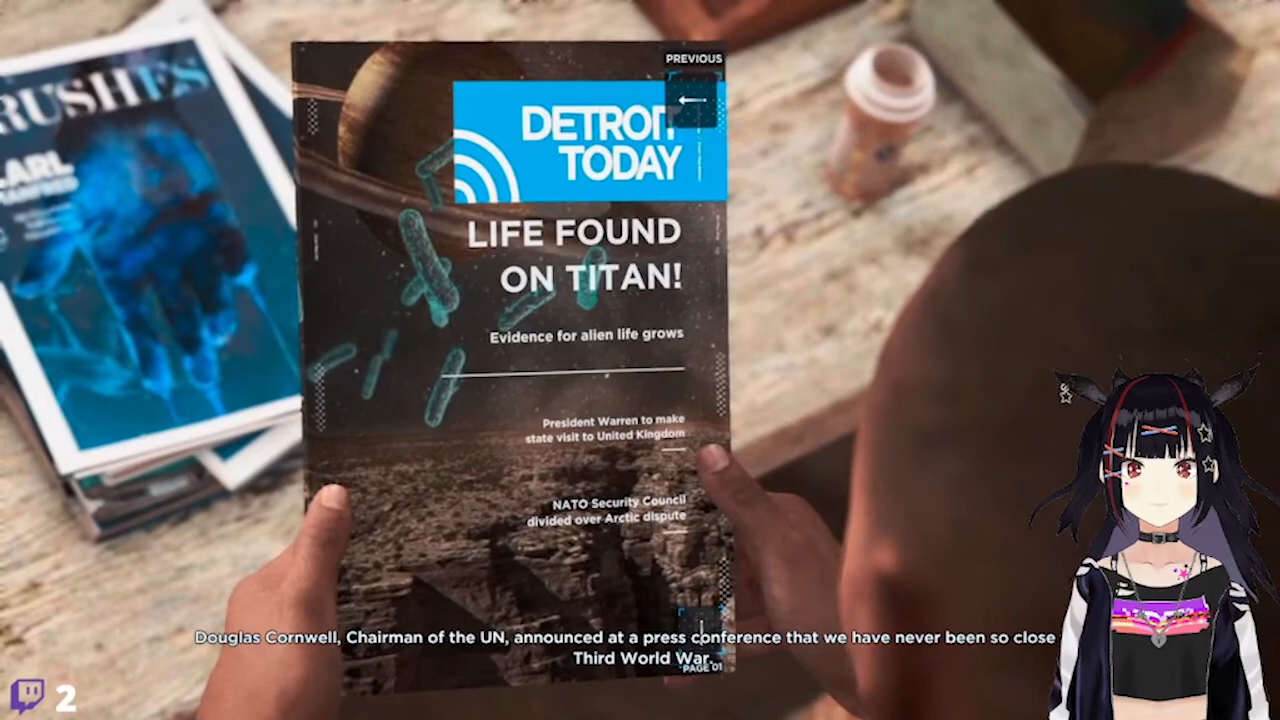 RUSHES
PREVIOUS
DETROIT
TODAY
LIFE FOUND
ON TITAN!
Evidence for alien life grows
President Warren to make
state visit to United Kingdom
NATO Security Council
divided over Arctic dispute
Douglas Cornwell, Chairman of the UN, announced at a press conference that we have never been so close
Third World War.
PAGE 01
2